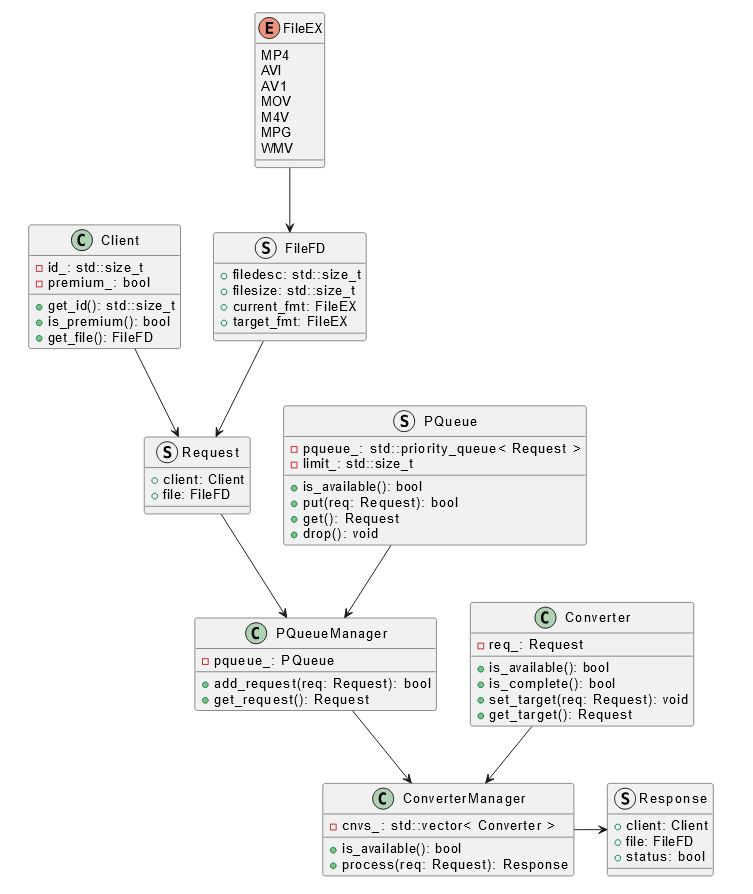 E FileEX
MP4
AVI
AV1
MOV
M4V
MPG
WMV
C Client
id_: std::size_t
premium_: bool
get_id(): std::size_t
is_premium(): bool
get_file(): FileFD
S FileFD
filedesc: std::size_t
filesize: std::size_t
current_fmt: FileEX
target_fmt: FileEX
S Request
client: Client
file: FileFD
S PQueue
pqueue_: std::priority_queue< Request >
limit_: std::size_t
is_available(): bool
put(req: Request): bool
get(): Request
drop(): void
C PQueueManager
pqueue_: PQueue
add_request(req: Request): bool
get_request(): Request
C Converter
req_: Request
is_available(): bool
is_complete(): bool
set_target(req: Request): void
get_target(): Request
C ConverterManager
cnvs_: std::vector< Converter >
is_available(): bool
process(req: Request): Response
S Response
client: Client
file: FileFD
status: bool